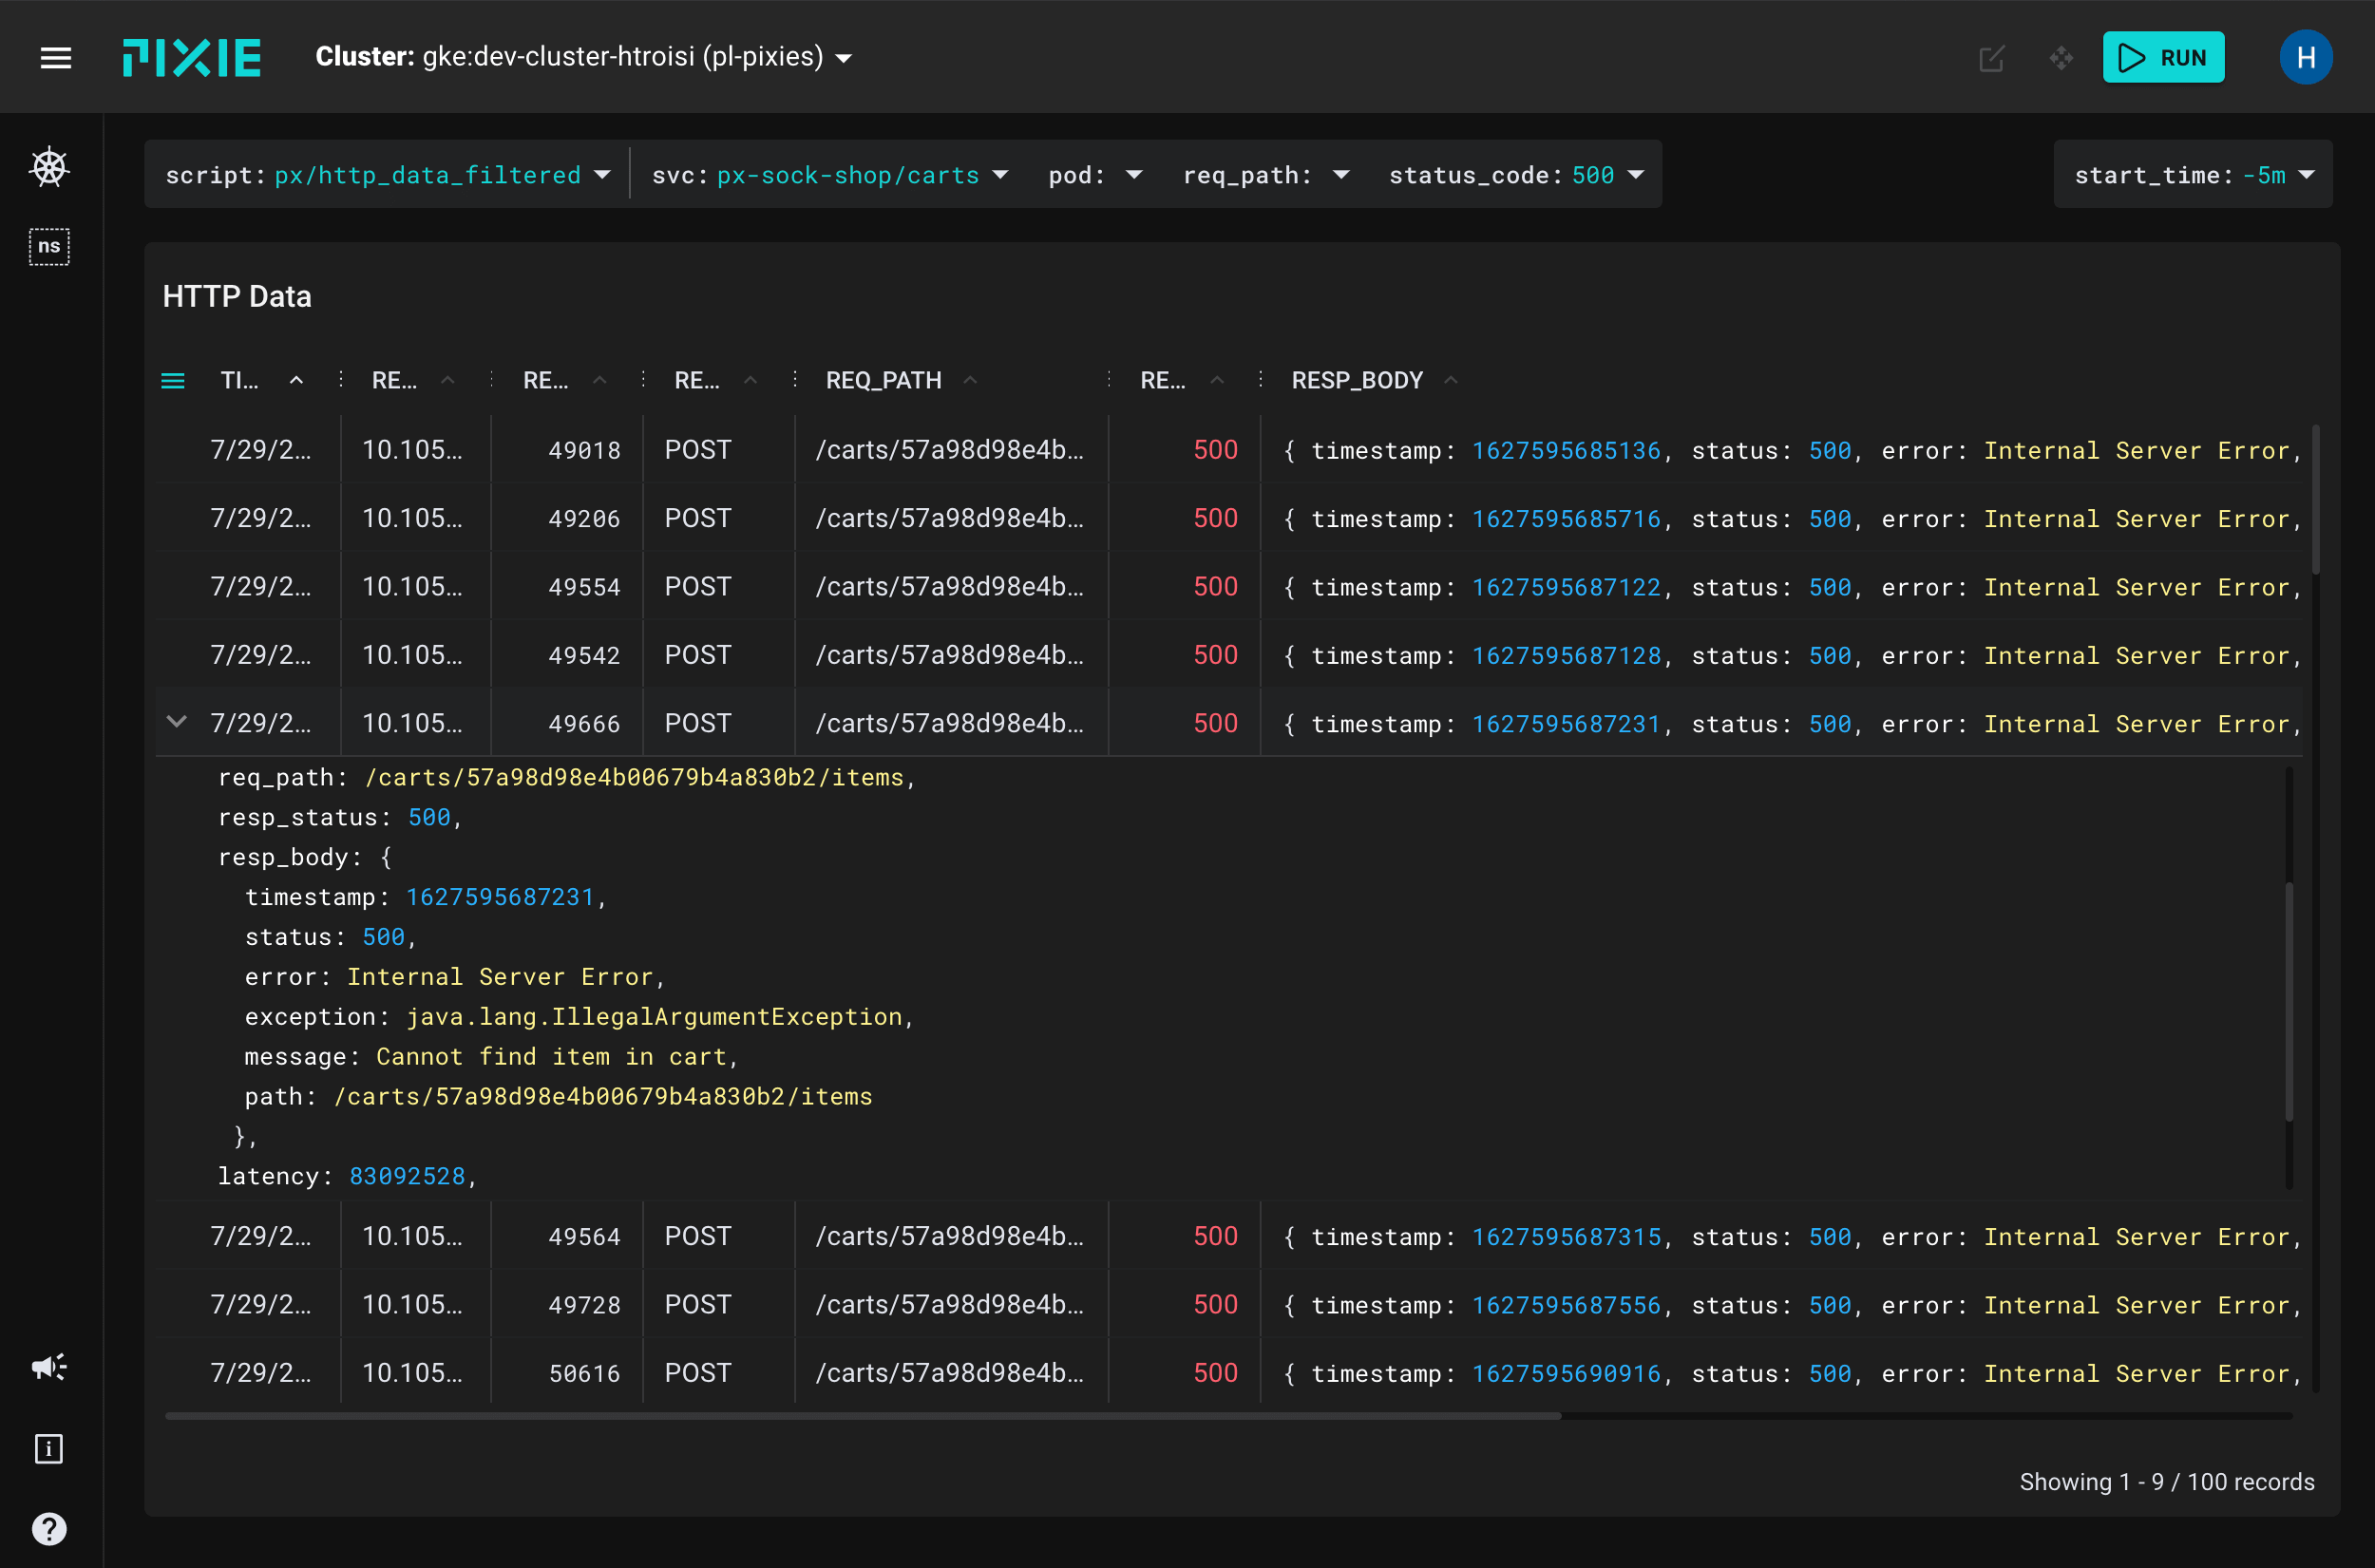 PIXIE Cluster: gke:dev-cluster-htroisi (pl-pixies) RUN H
script: px/http_data_filtered svc: px-sock-shop/carts pod: req_path: status_code: 500 start_time: -5m
ns
HTTP Data
TI... RE... RE... RE... REQ_PATH RE... RESP_BODY
7/29/2... 10.105... 49018 POST /carts/57a98d98e4b... 500 { timestamp: 1627595685136, status: 500, error: Internal Server Error,
7/29/2... 10.105... 49206 POST /carts/57a98d98e4b... 500 { timestamp: 1627595685716, status: 500, error: Internal Server Error,
7/29/2... 10.105... 49554 POST /carts/57a98d98e4b... 500 { timestamp: 1627595687122, status: 500, error: Internal Server Error,
7/29/2... 10.105... 49542 POST /carts/57a98d98e4b... 500 { timestamp: 1627595687128, status: 500, error: Internal Server Error,
7/29/2... 10.105... 49666 POST /carts/57a98d98e4b... 500 { timestamp: 1627595687231, status: 500, error: Internal Server Error,
req_path: /carts/57a98d98e4b00679b4a830b2/items,
resp_status: 500,
resp_body: {
timestamp: 1627595687231,
status: 500,
error: Internal Server Error,
exception: java.lang.IllegalArgumentException,
message: Cannot find item in cart,
path: /carts/57a98d98e4b00679b4a830b2/items
},
latency: 83092528,
7/29/2... 10.105... 49564 POST /carts/57a98d98e4b... 500 { timestamp: 1627595687315, status: 500, error: Internal Server Error,
7/29/2... 10.105... 49728 POST /carts/57a98d98e4b... 500 { timestamp: 1627595687556, status: 500, error: Internal Server Error,
7/29/2... 10.105... 50616 POST /carts/57a98d98e4b... 500 { timestamp: 1627595690916, status: 500, error: Internal Server Error,
Showing 1 - 9 / 100 records